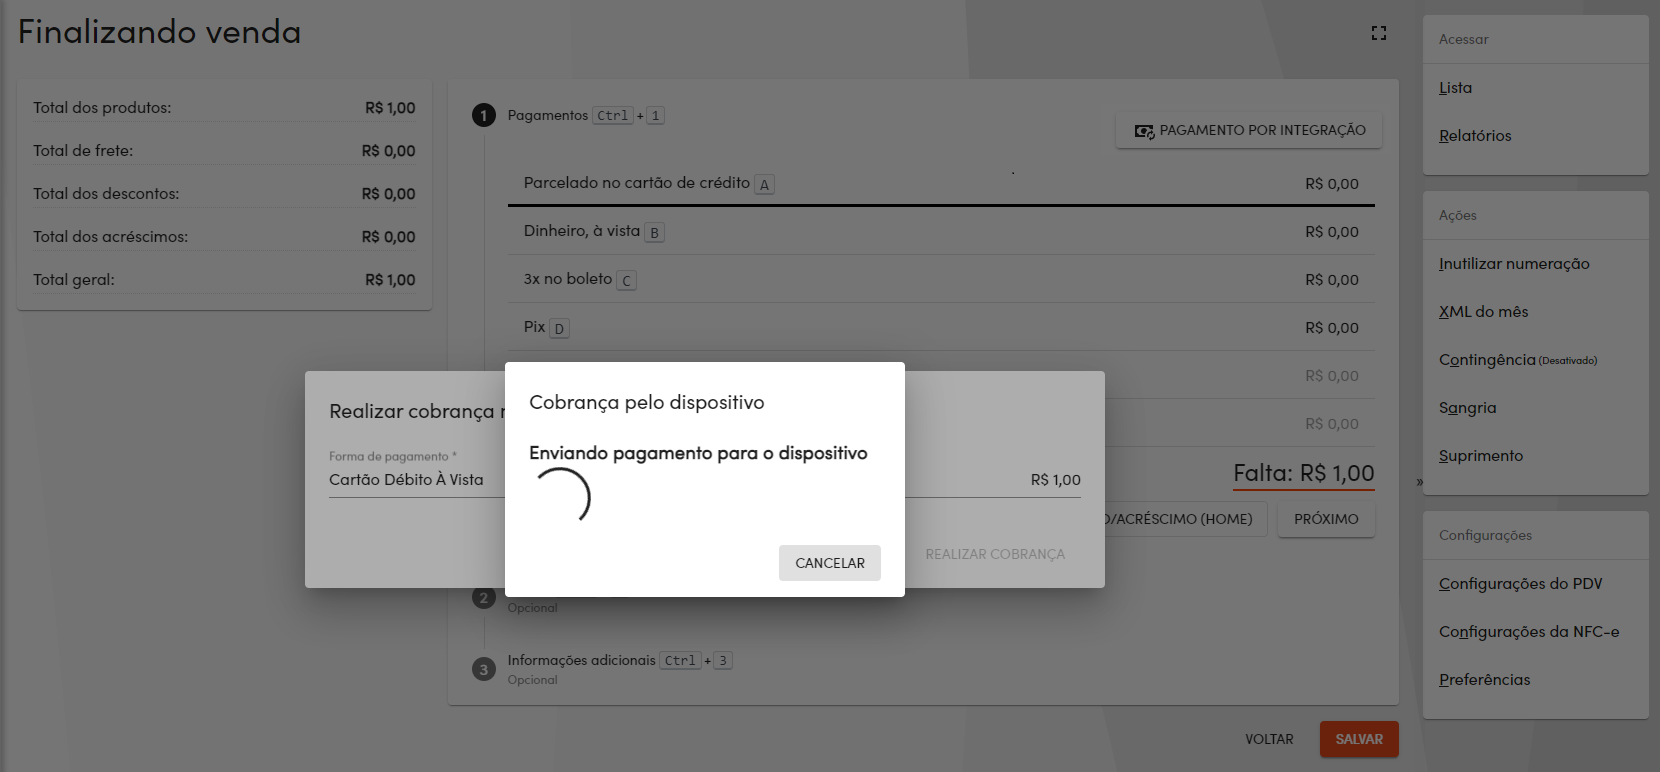 Finalizando venda
Total dos produtos: R$ 1,00
Total de frete: R$ 0,00
Total dos descontos: R$ 0,00
Total dos acréscimos: R$ 0,00
Total geral: R$ 1,00
1 Pagamentos Ctrl + 1
PAGAMENTO POR INTEGRAÇÃO
Parcelado no cartão de crédito A R$ 0,00
Dinheiro, à vista B R$ 0,00
3x no boleto C R$ 0,00
Pix D R$ 0,00
R$ 0,00
R$ 0,00
Falta: R$ 1,00
O/ACRÉSCIMO (HOME) PRÓXIMO
Realizar cobrança
Forma de pagamento *
Cartão Débito À Vista R$ 1,00
REALIZAR COBRANÇA
Cobrança pelo dispositivo
Enviando pagamento para o dispositivo
CANCELAR
2
Opcional
3 Informações adicionais Ctrl + 3
Opcional
VOLTAR SALVAR
Acessar
Lista
Relatórios
Ações
Inutilizar numeração
XML do mês
Contingência (Desativado)
Sangria
Suprimento
»
Configurações
Configurações do PDV
Configurações da NFC-e
Preferências